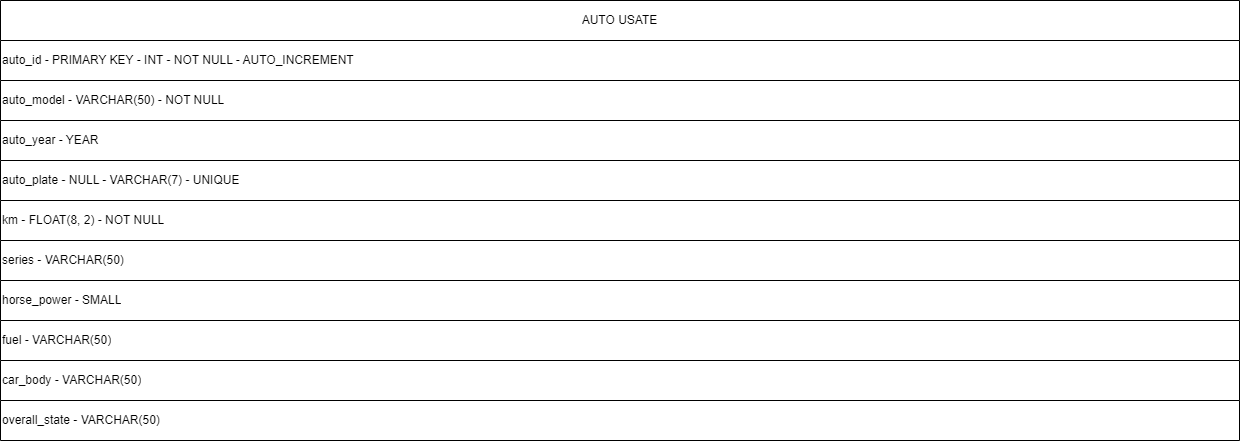 AUTO USATE
auto_id - PRIMARY KEY - INT - NOT NULL - AUTO_INCREMENT
auto_model - VARCHAR(50) - NOT NULL
auto_year - YEAR
auto_plate - NULL - VARCHAR(7) - UNIQUE
km - FLOAT(8, 2) - NOT NULL
series - VARCHAR(50)
horse_power - SMALL
fuel - VARCHAR(50)
car_body - VARCHAR(50)
overall_state - VARCHAR(50)